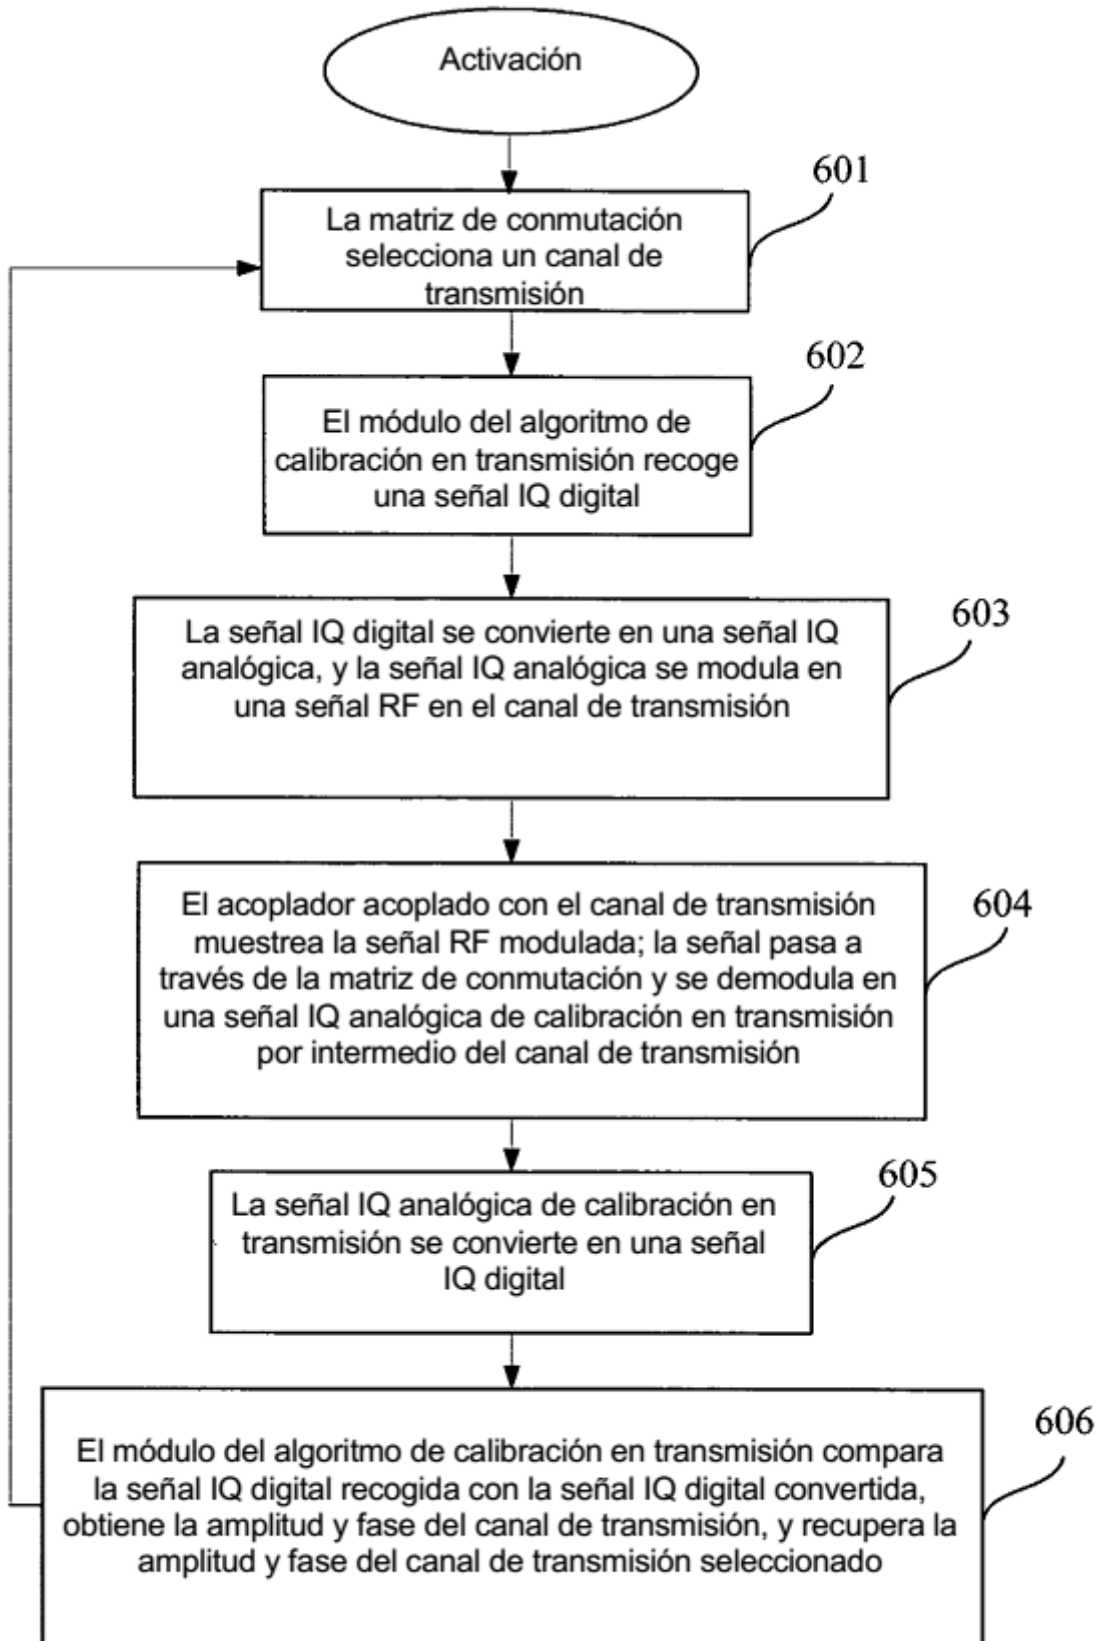 Activación
601
La matriz de conmutación
selecciona un canal de
transmisión
602
El módulo del algoritmo de
calibración en transmisión recoge
una señal IQ digital
603
La señal IQ digital se convierte en una señal IQ
analógica, y la señal IQ analógica se modula en
una señal RF en el canal de transmisión
604
El acoplador acoplado con el canal de transmisión
muestrea la señal RF modulada; la señal pasa a
través de la matriz de conmutación y se demodula en
una señal IQ analógica de calibración en transmisión
por intermedio del canal de transmisión
605
La señal IQ analógica de calibración en
transmisión se convierte en una señal
IQ digital
606
El módulo del algoritmo de calibración en transmisión compara
la señal IQ digital recogida con la señal IQ digital convertida,
obtiene la amplitud y fase del canal de transmisión, y recupera la
amplitud y fase del canal de transmisión seleccionado